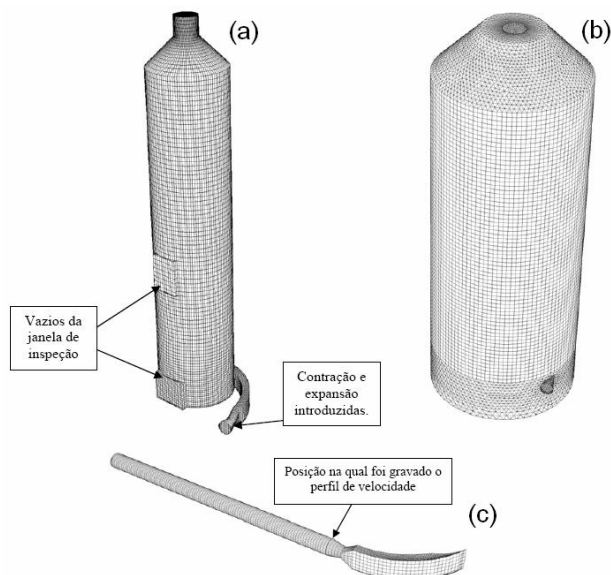 (a)
(b)
Vazios da
janela de
inspeção
Contração e
expansão
introduzidas.
Posição na qual foi gravado o
perfil de velocidade
(c)